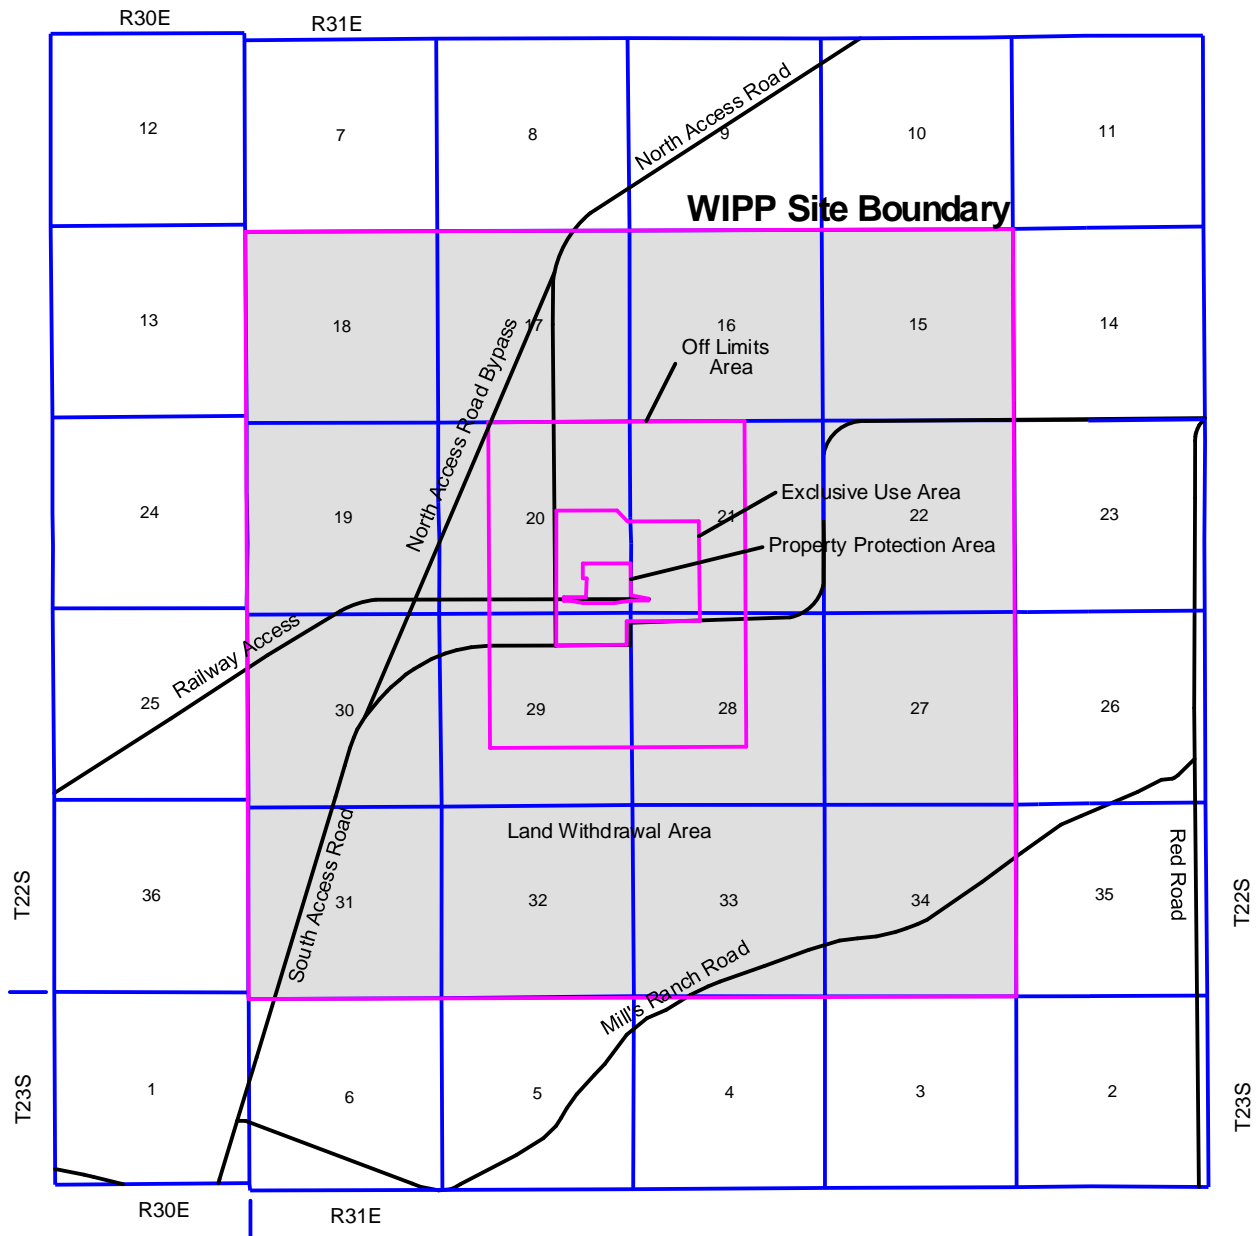 R30E
R31E
12
7
8
9
10
11
North Access Road
WIPP Site Boundary
13
18
17
16
15
14
Off Limits
Area
North Access Road Bypass
24
19
20
21
22
23
Exclusive Use Area
Property Protection Area
Railway Access
25
30
29
28
27
26
Land Withdrawal Area
South Access Road
Red Road
T22S
36
31
32
33
34
35
T22S
Mill's Ranch Road
T23S
1
6
5
4
3
2
T23S
R30E
R31E